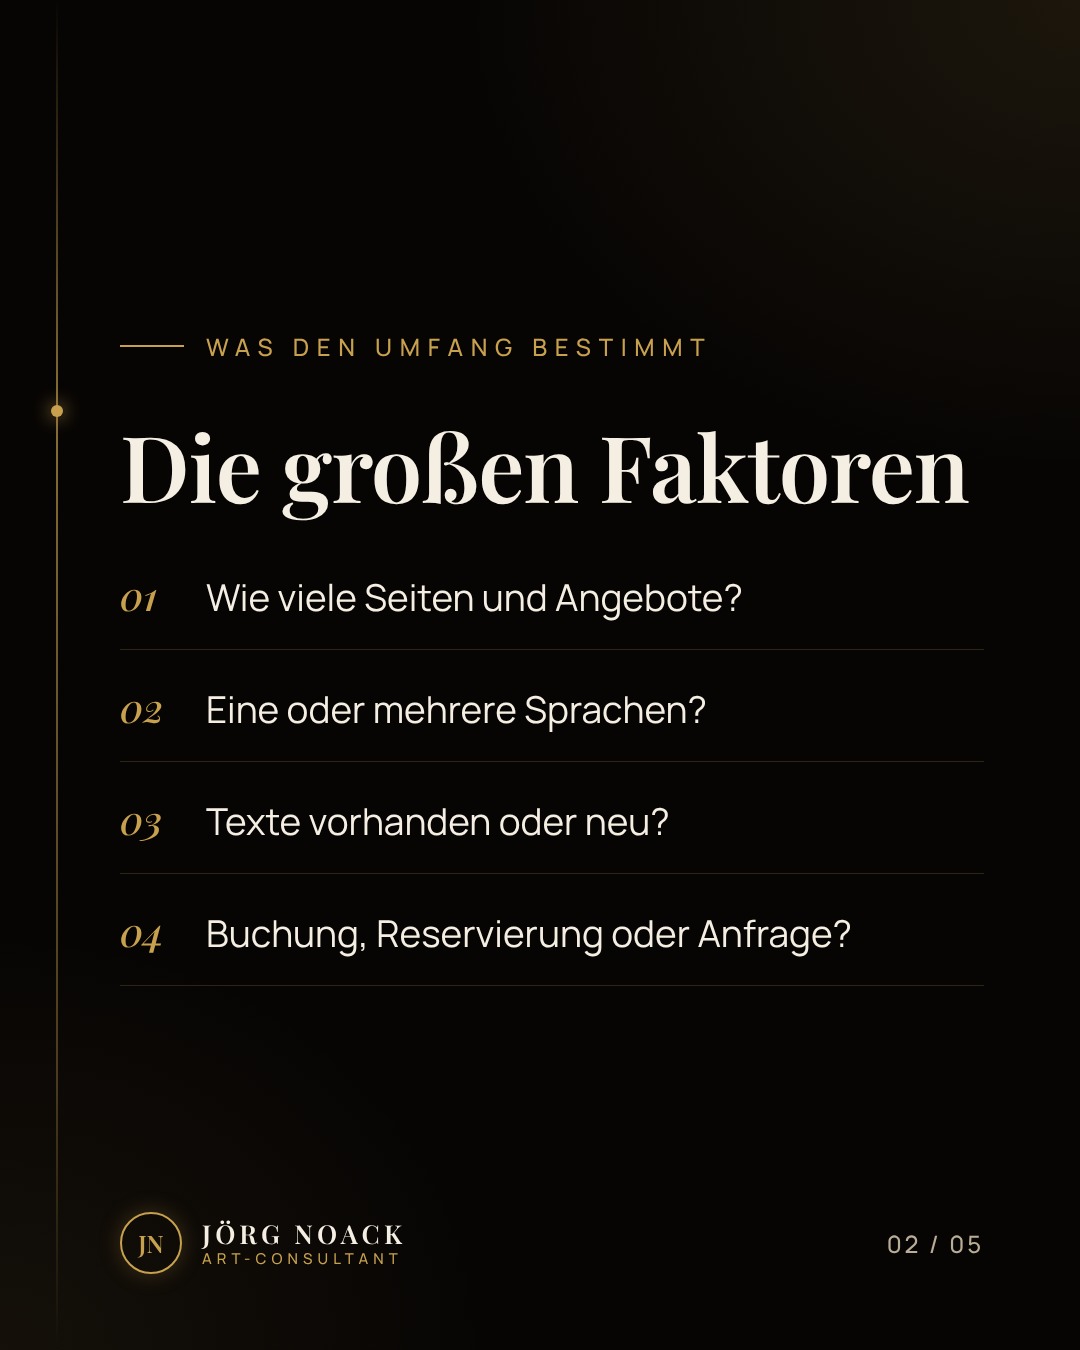 WAS DEN UMFANG BESTIMMT
Die großen Faktoren
01 Wie viele Seiten und Angebote?
02 Eine oder mehrere Sprachen?
03 Texte vorhanden oder neu?
04 Buchung, Reservierung oder Anfrage?
JN
JÖRG NOACK
ART-CONSULTANT
02 / 05